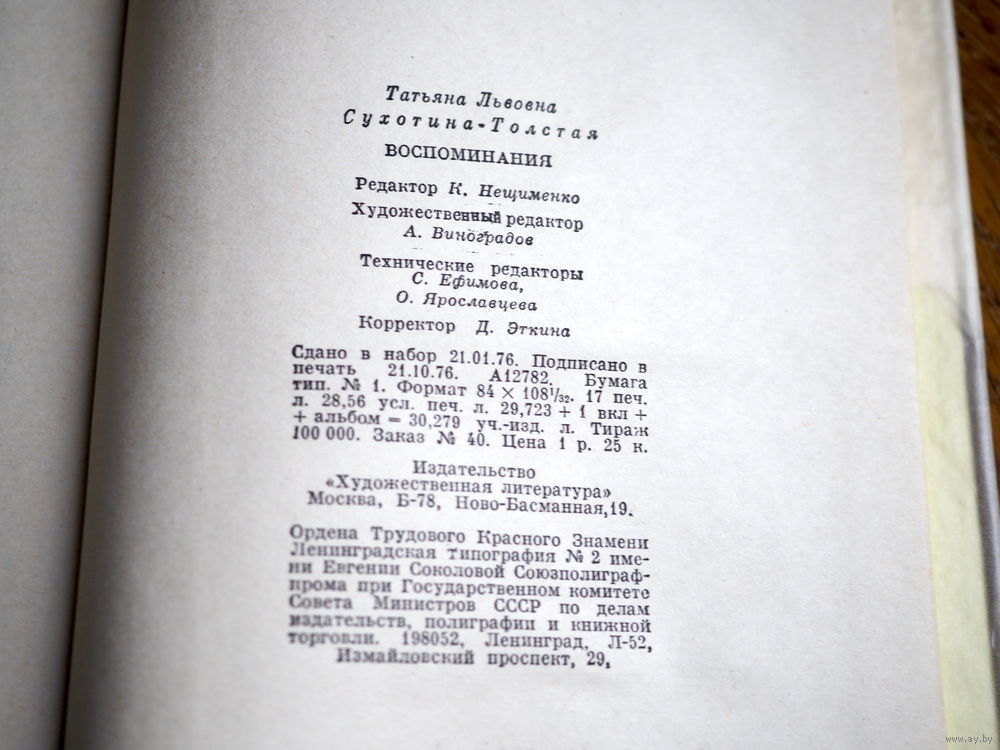 Татьяна Львовна
Сухотина-Толстая
ВОСПОМИНАНИЯ
Редактор К. Нещименко
Художественный редактор
А. Виноградов
Технические редакторы
С. Ефимова,
О. Ярославцева
Корректор Д. Эткина
Сдано в набор 21.01.76. Подписано в
печать 21.10.76. А12782. Бумага
тип. № 1. Формат 84 × 108¹/₃₂. 17 печ.
л. 28,56 усл. печ. л. 29,723 + 1 вкл +
+ альбом = 30,279 уч.-изд. л. Тираж
100 000. Заказ № 40. Цена 1 р. 25 к.
Издательство
«Художественная литература»
Москва, Б-78, Ново-Басманная,19.
Ордена Трудового Красного Знамени
Ленинградская типография № 2 име-
ни Евгении Соколовой Союзполиграф-
прома при Государственном комитете
Совета Министров СССР по делам
издательств, полиграфии и книжной
торговли. 198052, Ленинград, Л-52,
Измайловский проспект, 29,
www.ay.by